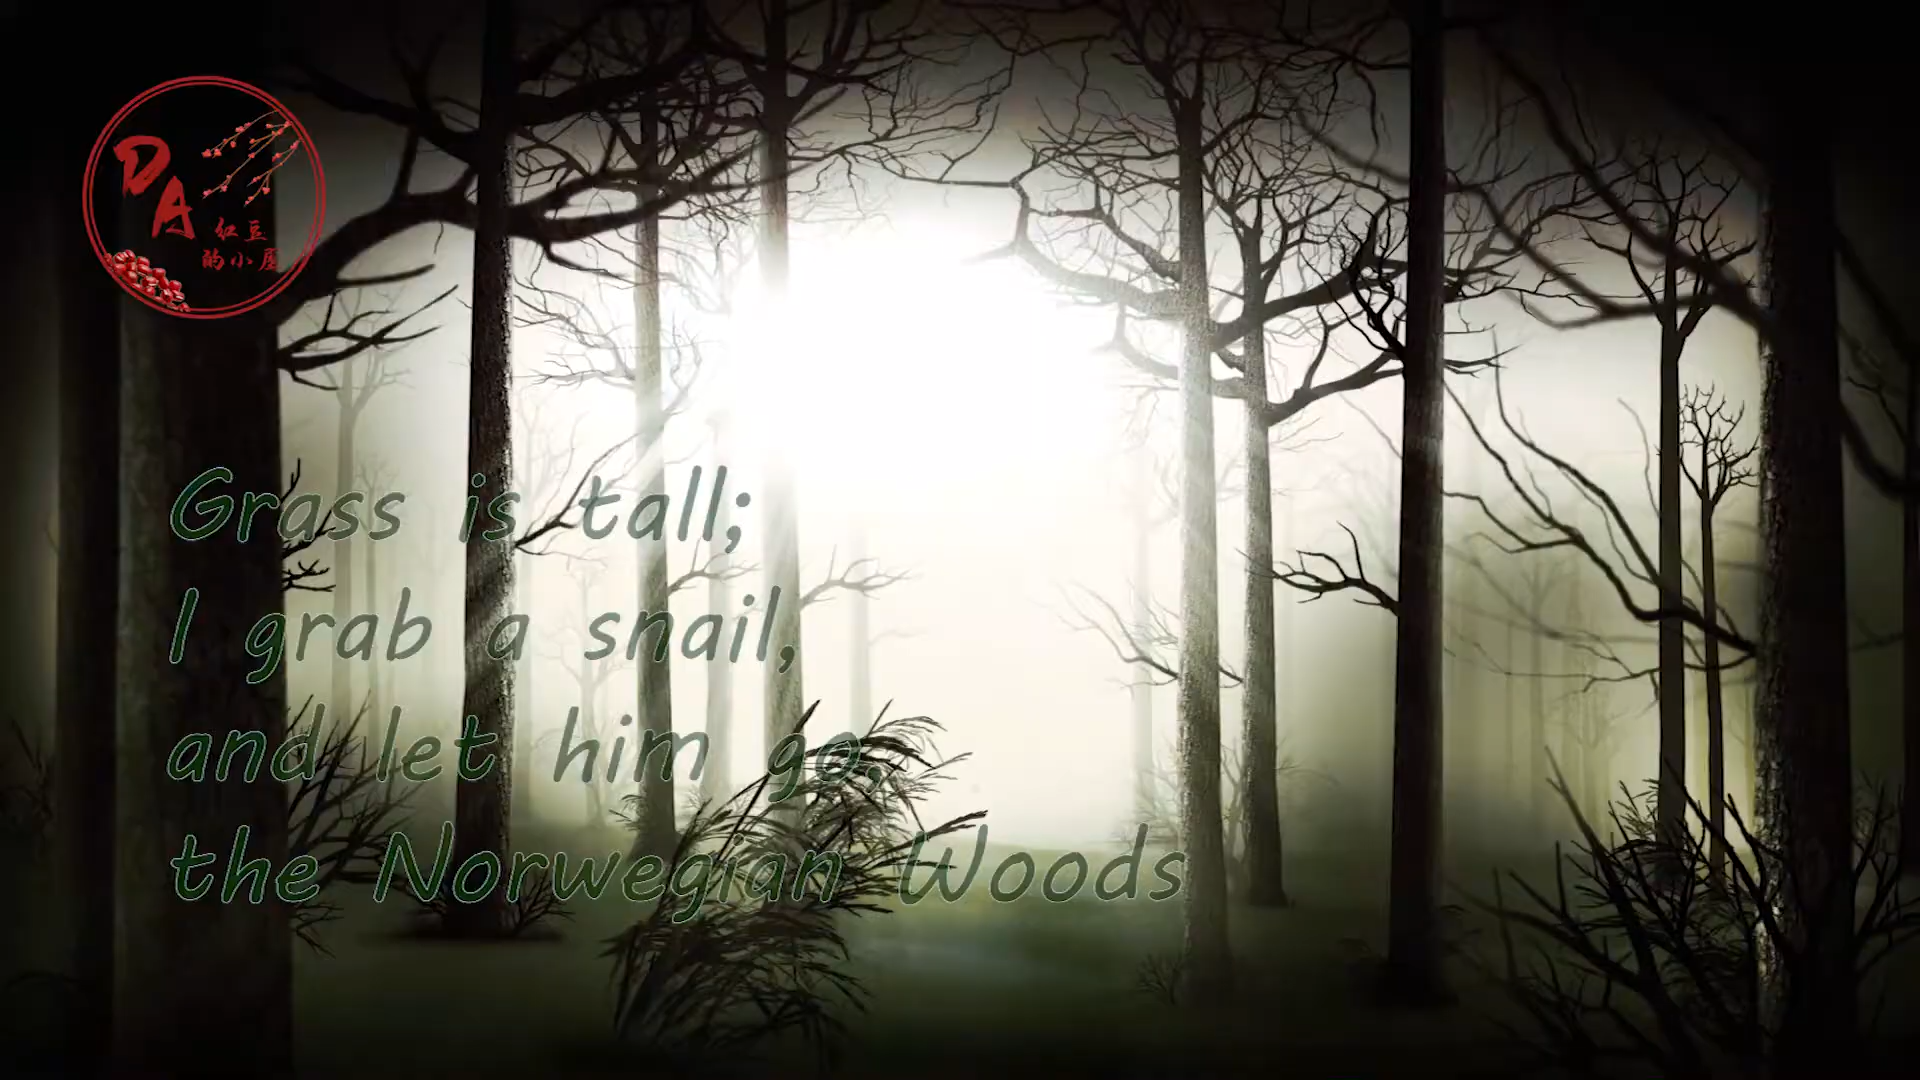 DA
红豆
的小屋
Grass is tall;
I grab a snail,
and let him go,
the Norwegian Woods